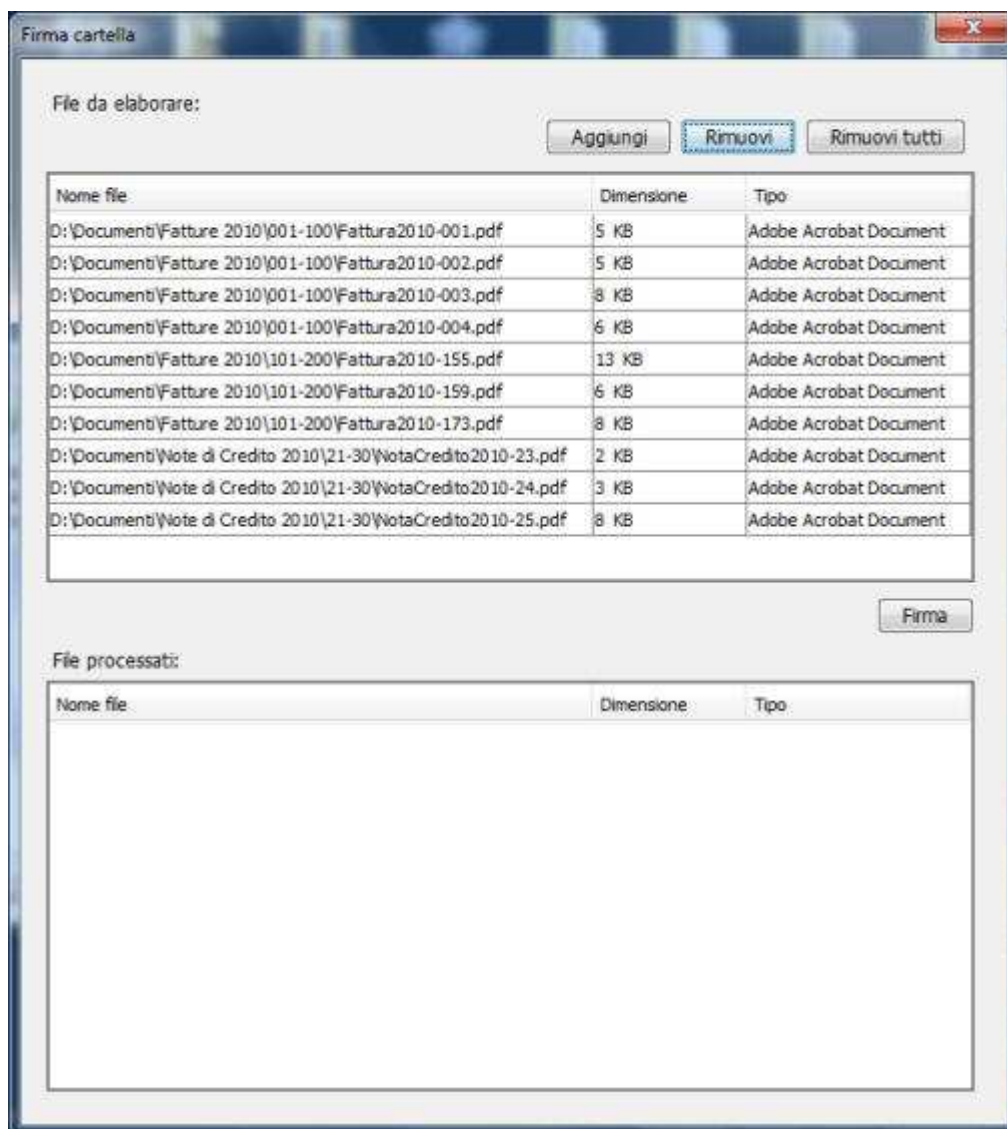 Firma cartella
File da elaborare:
Aggiungi Rimuovi Rimuovi tutti
Nome file Dimensione Tipo
D:\Documenti\Fatture 2010\001-100\Fattura2010-001.pdf 5 KB Adobe Acrobat Document
D:\Documenti\Fatture 2010\001-100\Fattura2010-002.pdf 5 KB Adobe Acrobat Document
D:\Documenti\Fatture 2010\001-100\Fattura2010-003.pdf 8 KB Adobe Acrobat Document
D:\Documenti\Fatture 2010\001-100\Fattura2010-004.pdf 6 KB Adobe Acrobat Document
D:\Documenti\Fatture 2010\101-200\Fattura2010-155.pdf 13 KB Adobe Acrobat Document
D:\Documenti\Fatture 2010\101-200\Fattura2010-159.pdf 6 KB Adobe Acrobat Document
D:\Documenti\Fatture 2010\101-200\Fattura2010-173.pdf 8 KB Adobe Acrobat Document
D:\Documenti\Note di Credito 2010\21-30\NotaCredito2010-23.pdf 2 KB Adobe Acrobat Document
D:\Documenti\Note di Credito 2010\21-30\NotaCredito2010-24.pdf 3 KB Adobe Acrobat Document
D:\Documenti\Note di Credito 2010\21-30\NotaCredito2010-25.pdf 8 KB Adobe Acrobat Document
Firma
File processati:
Nome file Dimensione Tipo